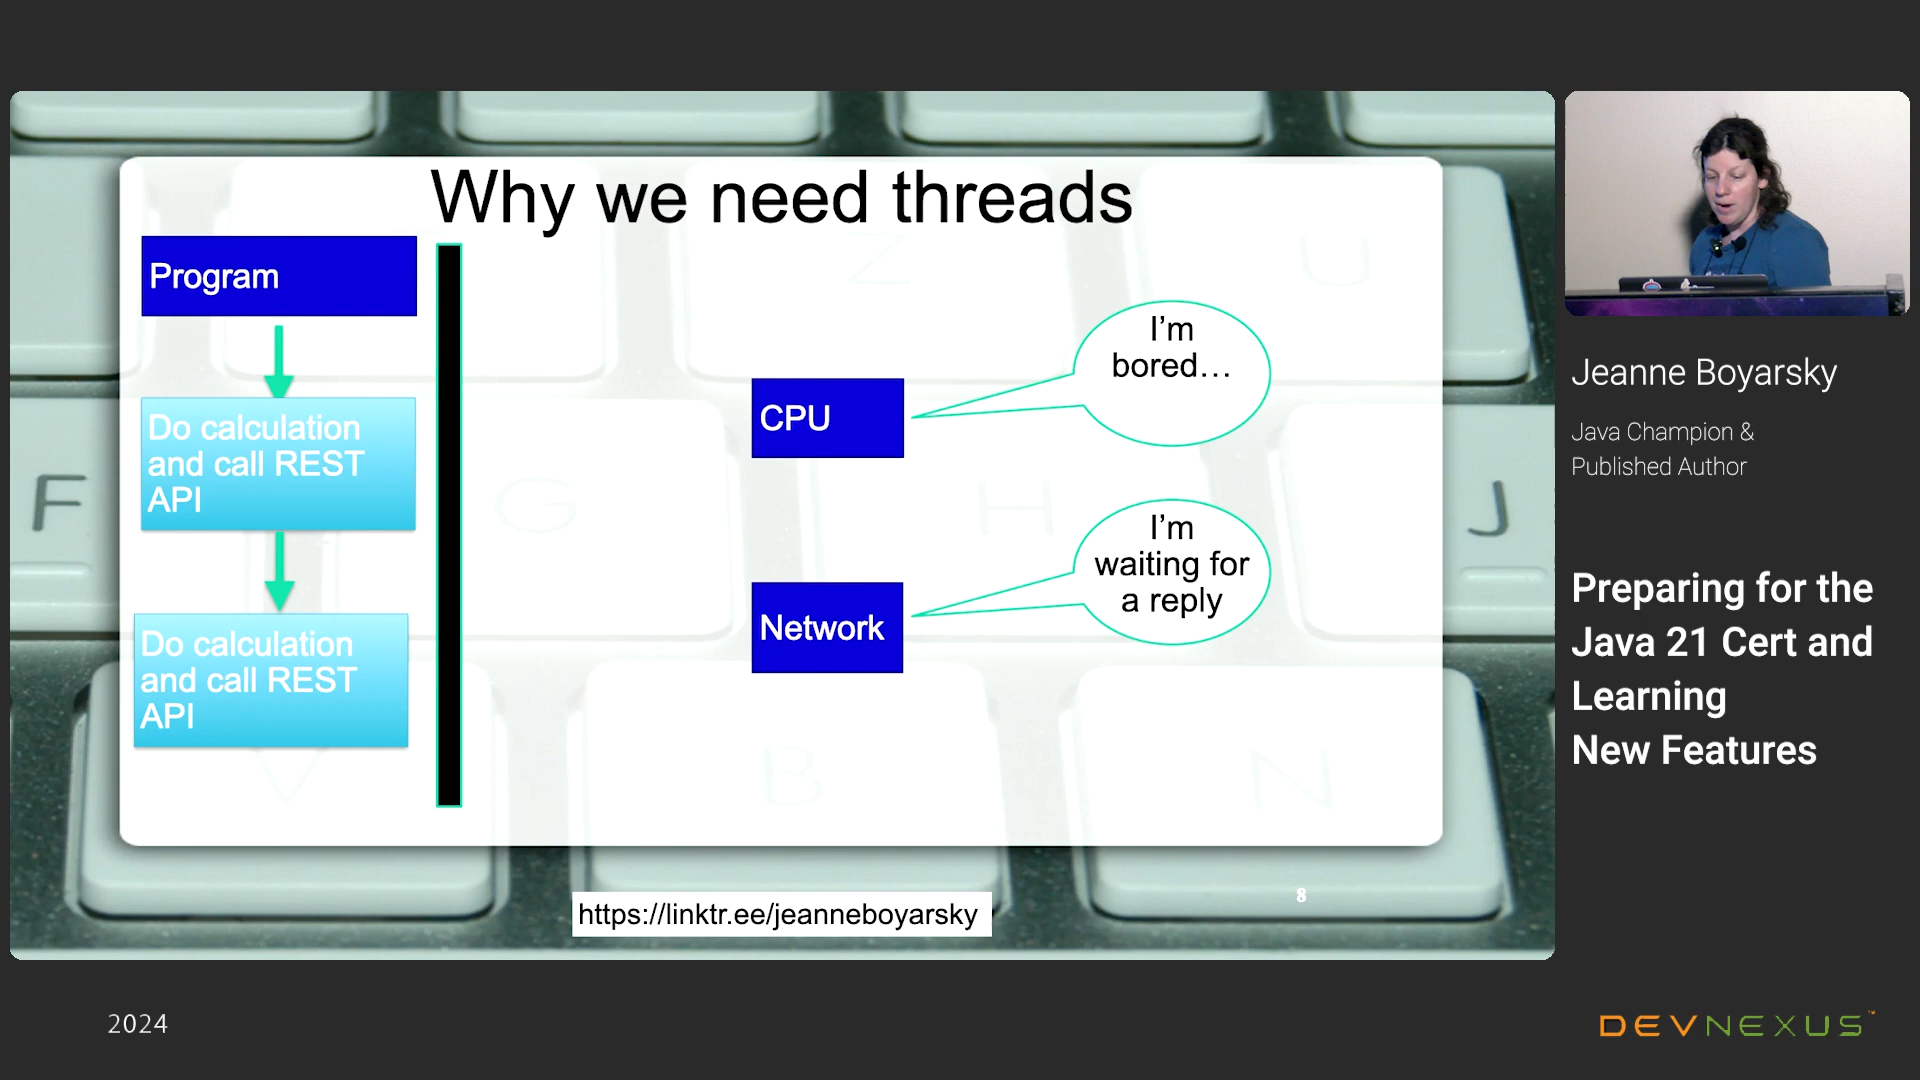 Why we need threads
Program
Do calculation
and call REST
API
Do calculation
and call REST
API
CPU
I'm
bored...
Network
I'm
waiting for
a reply
F
G
H
J
Z
U
V
B
N
8
https://linktr.ee/jeanneboyarsky
Jeanne Boyarsky
Java Champion &
Published Author
Preparing for the
Java 21 Cert and
Learning
New Features
2024
DEVNEXUS™